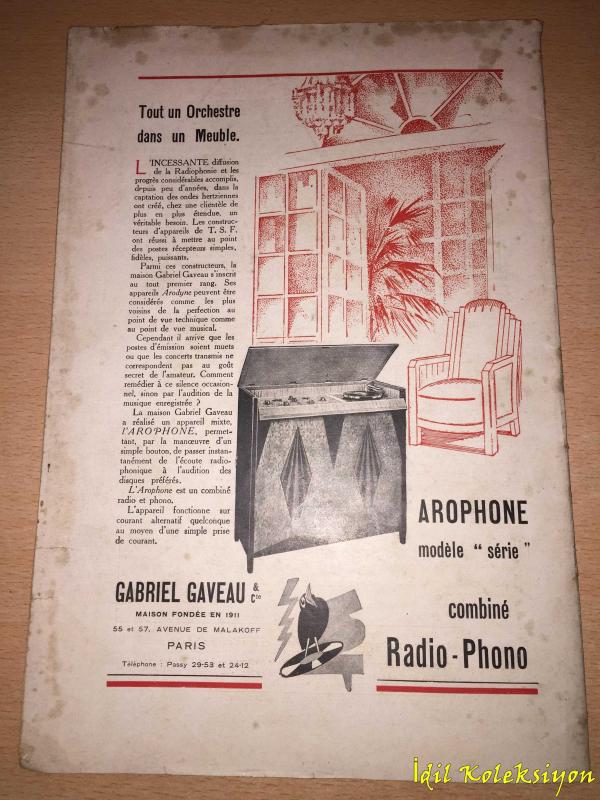 Tout un Orchestre
dans un Meuble.
L'INCESSANTE diffusion
de la Radiophonie et les
progrès considérables accomplis,
depuis peu d'années, dans la
captation des ondes hertziennes
ont créé, chez une clientèle de
plus en plus étendue, un
véritable besoin. Les construc-
teurs d'appareils de T. S. F.
ont réussi à mettre au point
des postes récepteurs simples,
fidèles, puissants.
Parmi ces constructeurs, la
maison Gabriel Gaveau s'inscrit
au tout premier rang. Ses
appareils Arodyne peuvent être
considérés comme les plus
voisins de la perfection au
point de vue technique comme
au point de vue musical.
Cependant il arrive que les
postes d'émission soient muets
ou que les concerts transmis ne
correspondent pas au goût
secret de l'amateur. Comment
remédier à ce silence occasion-
nel, sinon par l'audition de la
musique enregistrée ?
La maison Gabriel Gaveau
a réalisé un appareil mixte,
l'AROPHONE, permet-
tant, par la manœuvre d'un
simple bouton, de passer instan-
tanément de l'écoute radio-
phonique à l'audition des
disques préférés.
L'Arophone est un combiné
radio et phono.
L'appareil fonctionne sur
courant alternatif quelconque
au moyen d'une simple prise
de courant.
AROPHONE
modèle “ série ”
combiné
Radio-Phono
GABRIEL GAVEAU & Cie
MAISON FONDÉE EN 1911
55 et 57, AVENUE DE MALAKOFF
PARIS
Téléphone : Passy 29-53 et 24-12
İdil Koleksiyon